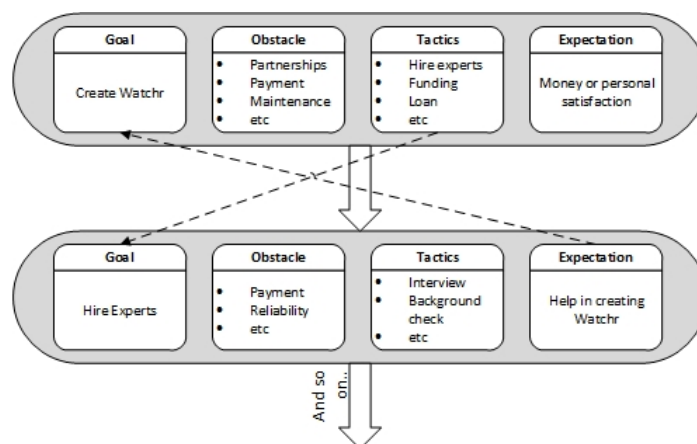 Goal
Create Watchr
Obstacle
• Partnerships
• Payment
• Maintenance
• etc
Tactics
• Hire experts
• Funding
• Loan
• etc
Expectation
Money or personal
satisfaction
Goal
Hire Experts
Obstacle
• Payment
• Reliability
• etc
Tactics
• Interview
• Background
check
• etc
Expectation
Help in creating
Watchr
And so
on..